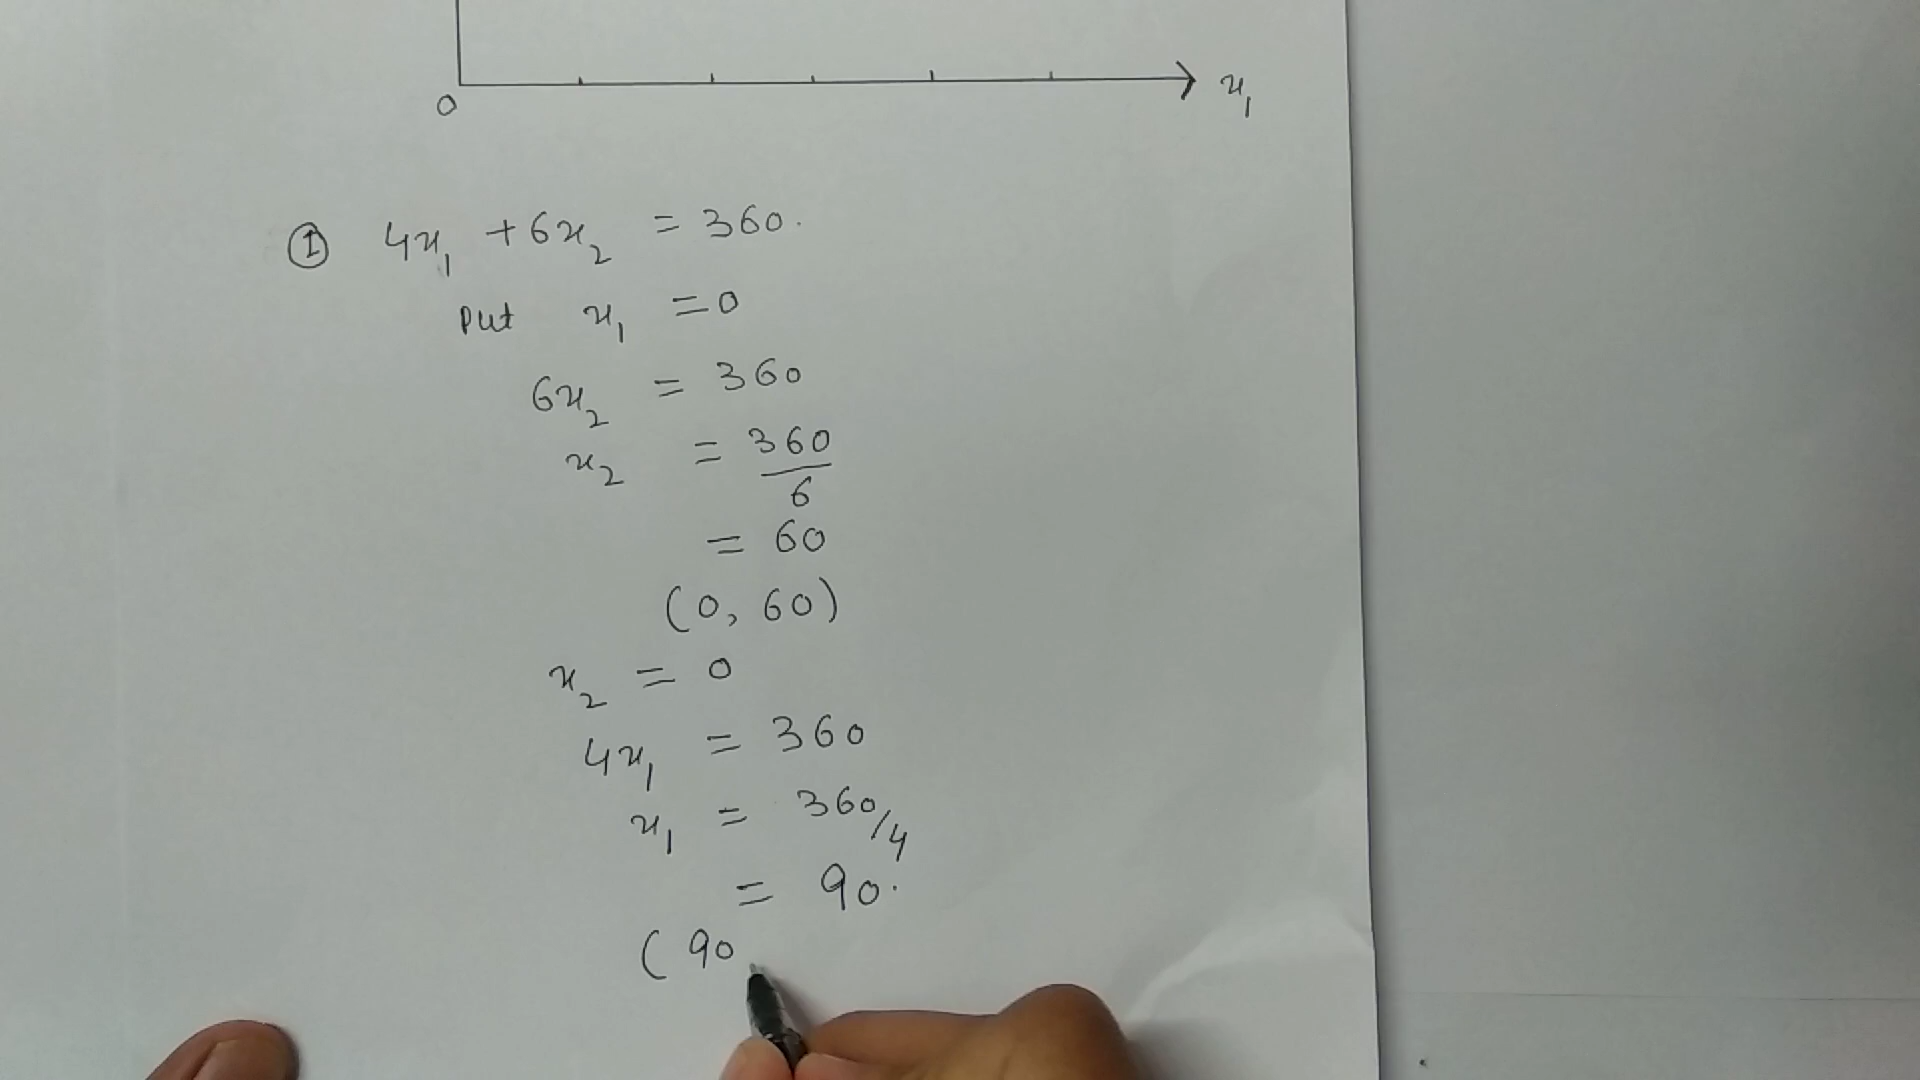 0 x₁
① 4x₁ + 6x₂ = 360.
Put x₁ = 0
6x₂ = 360
x₂ = 360/6
= 60
(0, 60)
x₂ = 0
4x₁ = 360
x₁ = 360/4
= 90.
(90